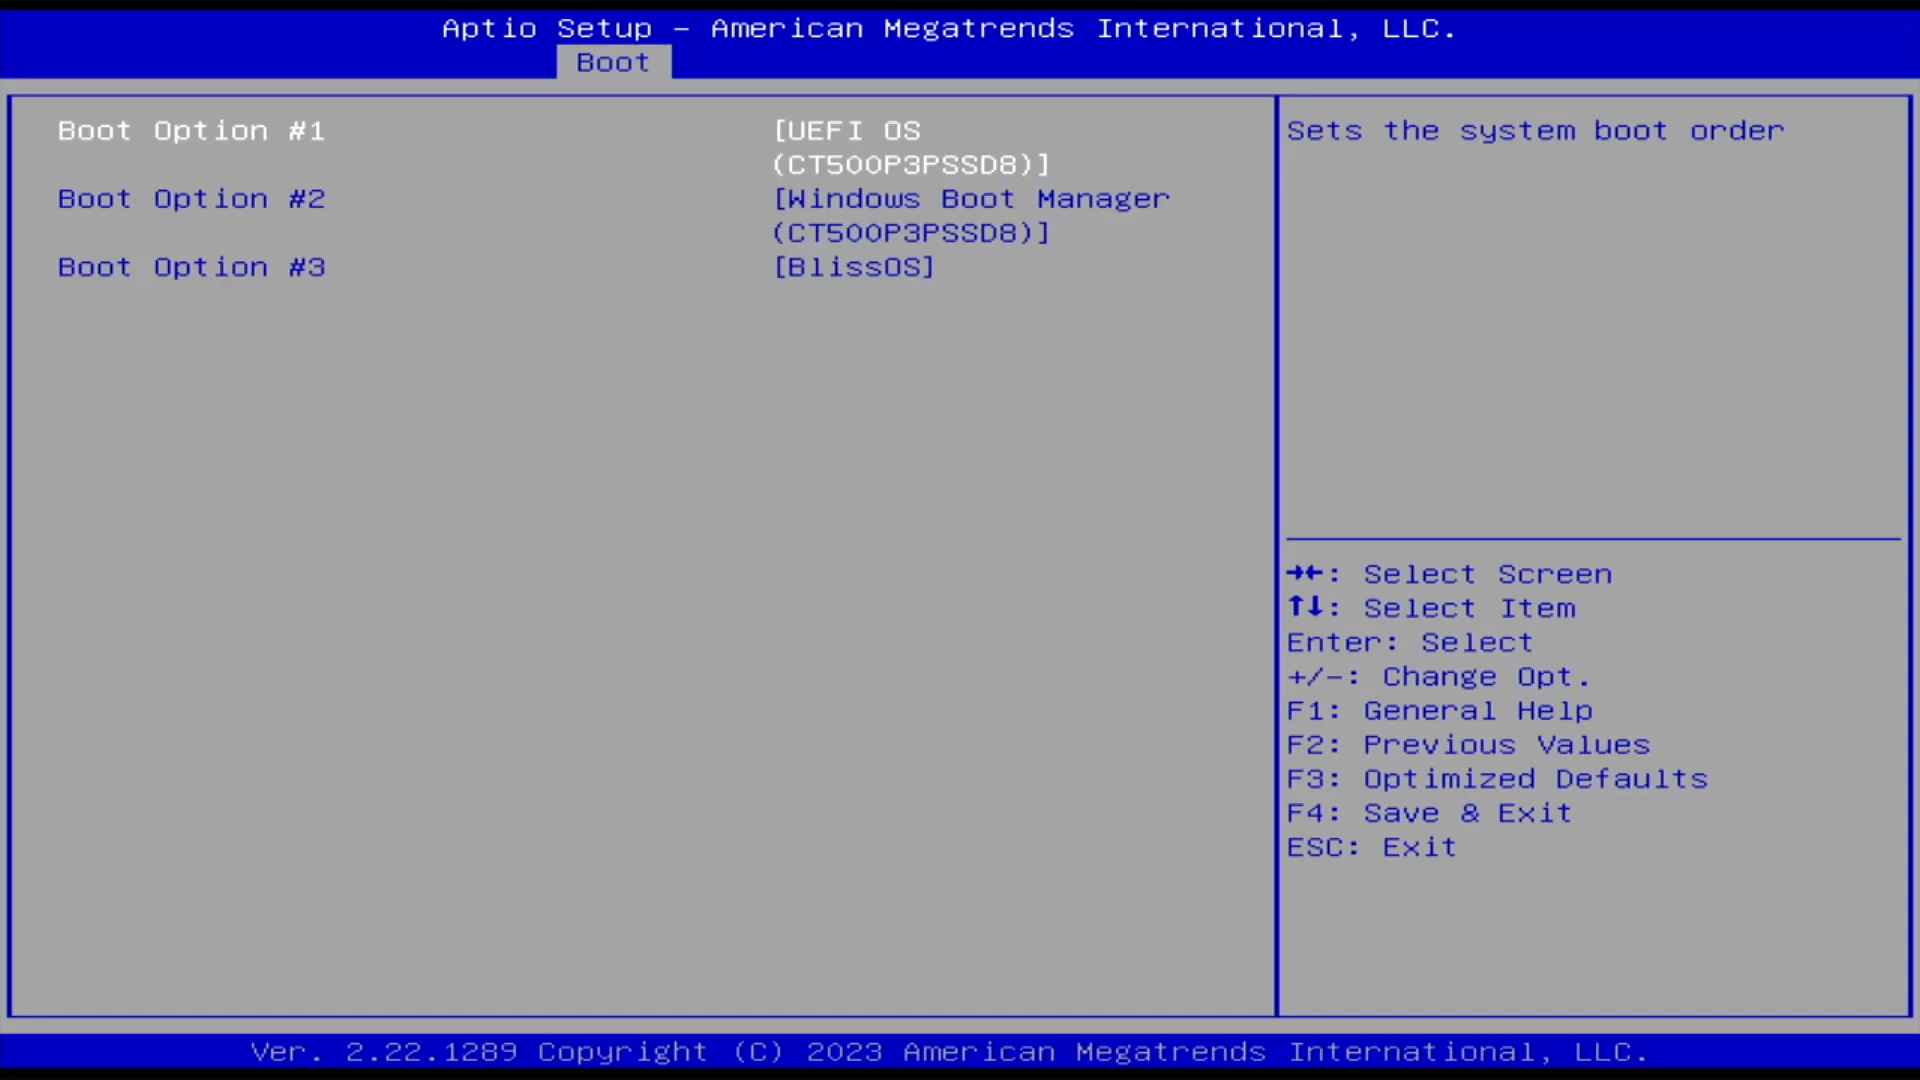 Aptio Setup – American Megatrends International, LLC.
Boot
Boot Option #1 [UEFI OS
(CT500P3PSSD8)]
Boot Option #2 [Windows Boot Manager
(CT500P3PSSD8)]
Boot Option #3 [BlissOS]
Sets the system boot order
→←: Select Screen
↑↓: Select Item
Enter: Select
+/-: Change Opt.
F1: General Help
F2: Previous Values
F3: Optimized Defaults
F4: Save & Exit
ESC: Exit
Ver. 2.22.1289 Copyright (C) 2023 American Megatrends International, LLC.